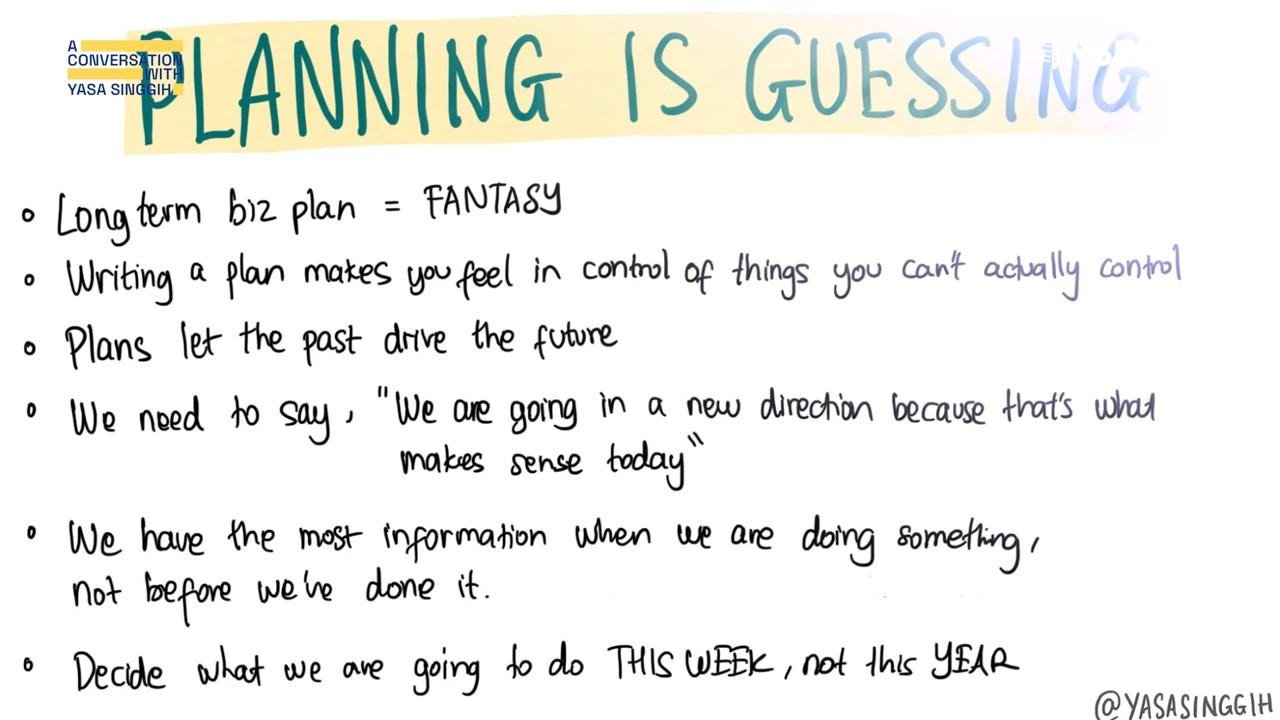 A
CONVERSATION
WITH
YASA SINGGIH
PLANNING IS GUESSING
Long term biz plan = FANTASY
Writing a plan makes you feel in control of things you can't actually control
Plans let the past drive the future
We need to say, "We are going in a new direction because that's what
makes sense today"
We have the most information when we are doing something,
not before we've done it.
Decide what we are going to do THIS WEEK, not this YEAR
@YASASINGGIH